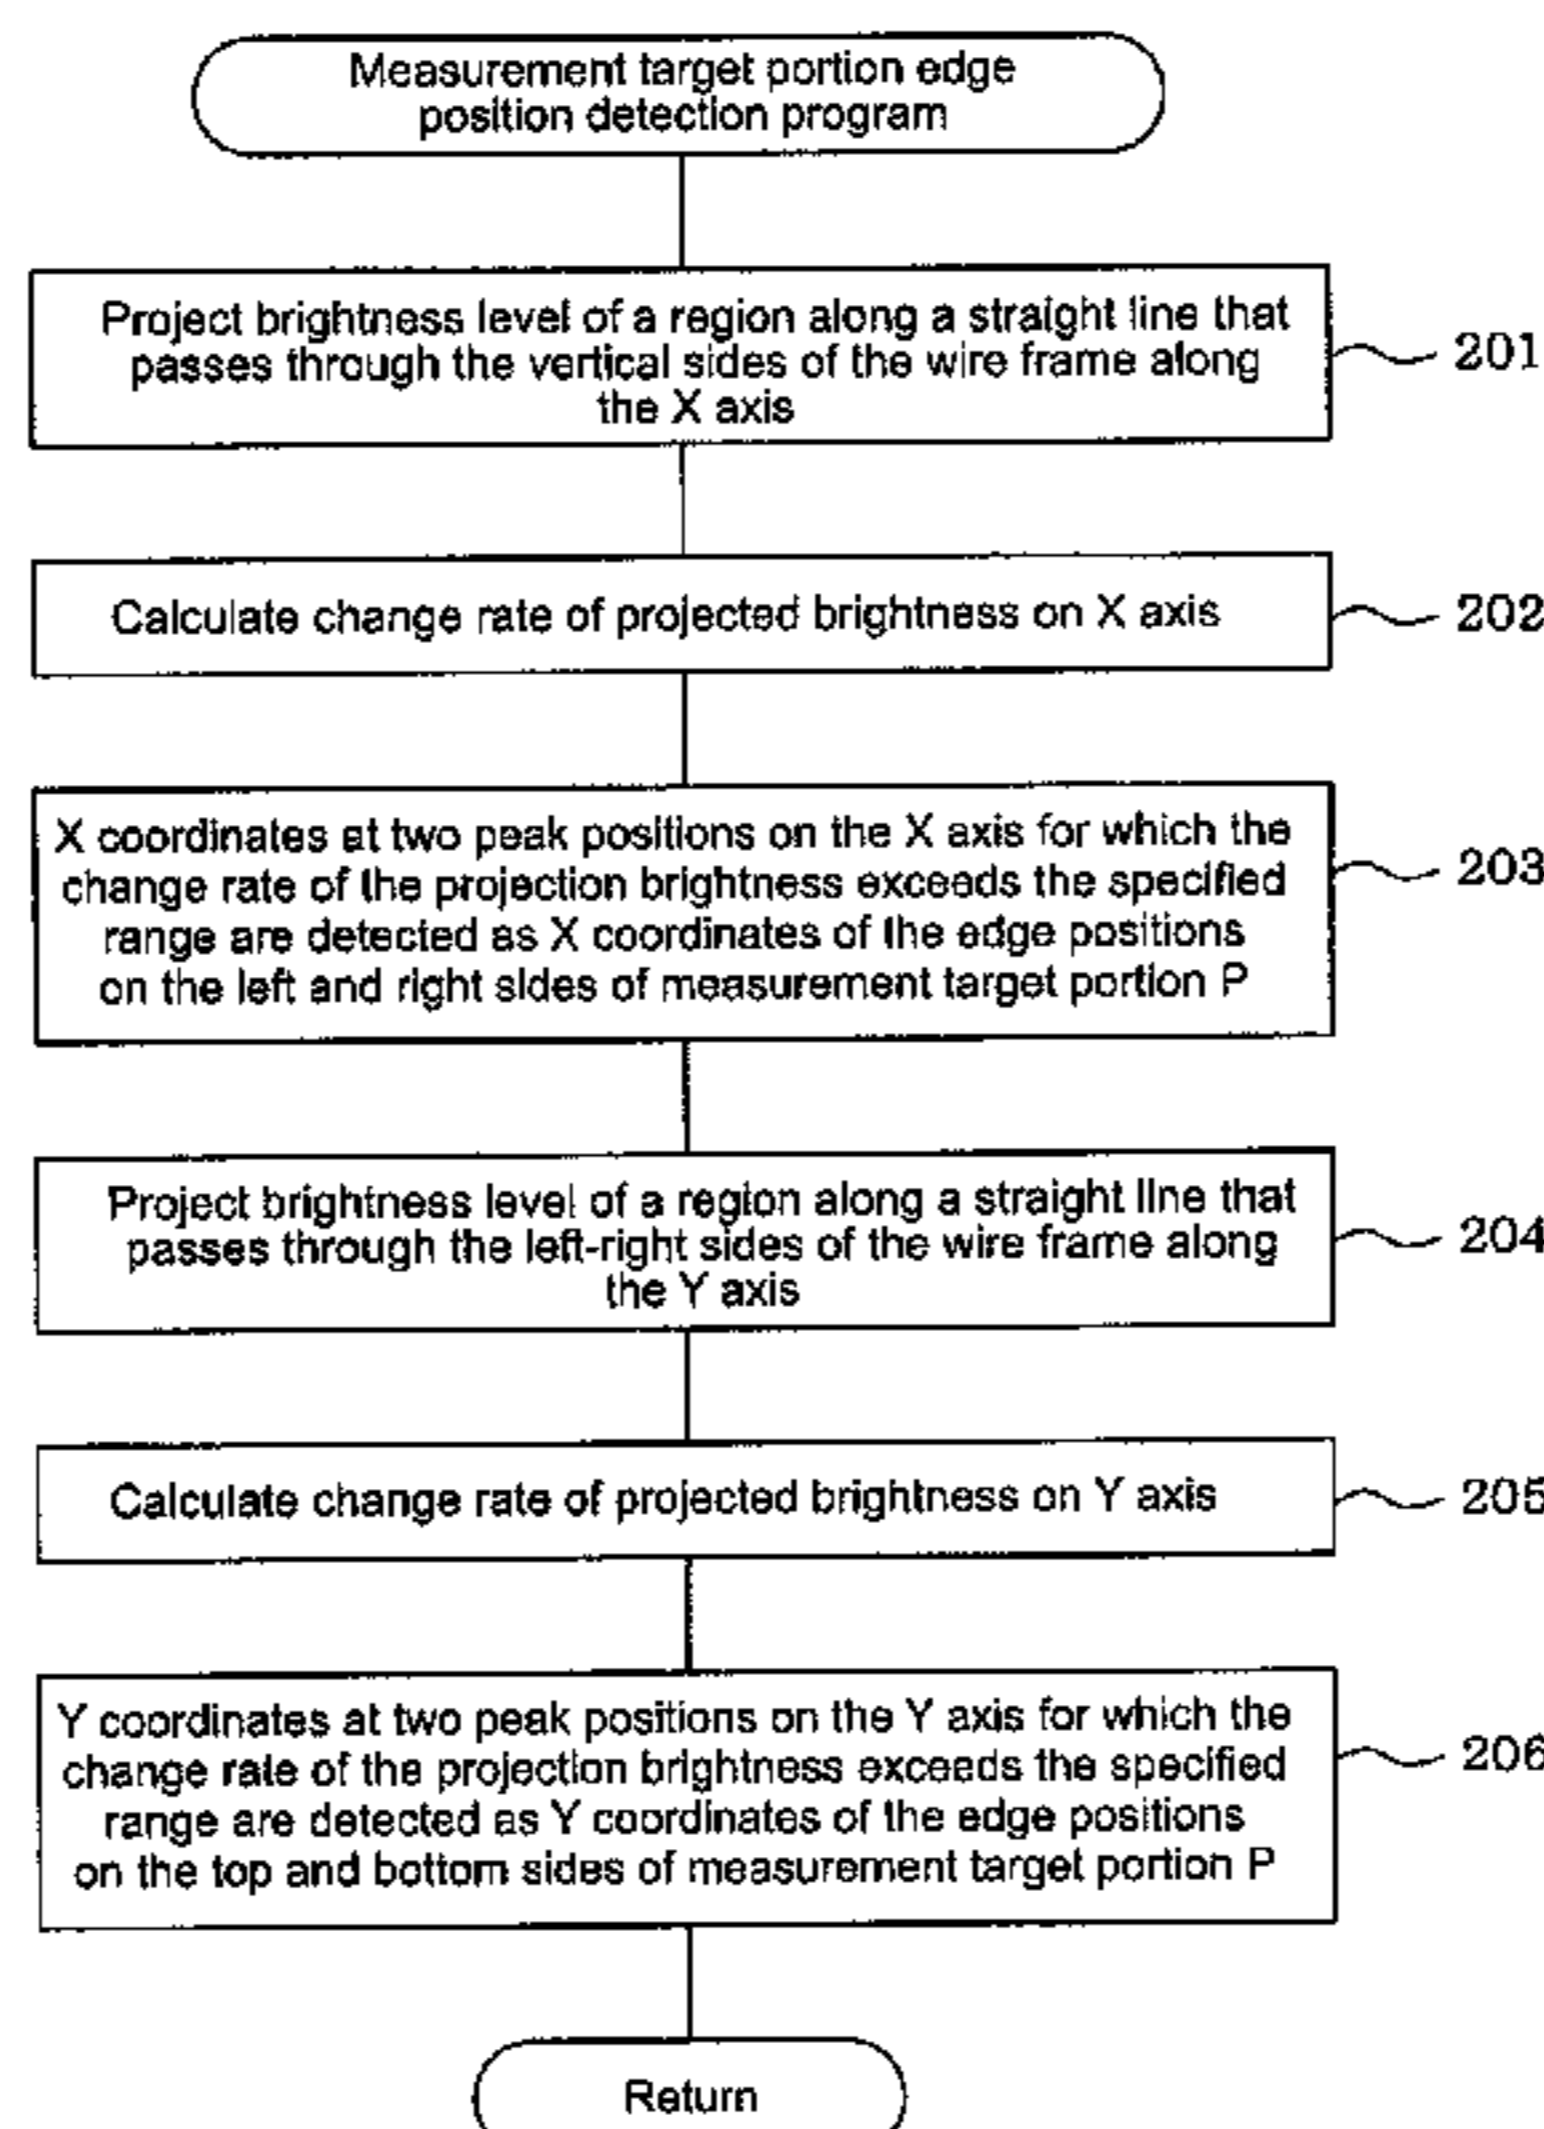 Measurement target portion edge
position detection program
Project brightness level of a region along a straight line that
passes through the vertical sides of the wire frame along
the X axis
201
Calculate change rate of projected brightness on X axis
202
X coordinates at two peak positions on the X axis for which the
change rate of the projection brightness exceeds the specified
range are detected as X coordinates of the edge positions
on the left and right sides of measurement target portion P
203
Project brightness level of a region along a straight line that
passes through the left-right sides of the wire frame along
the Y axis
204
Calculate change rate of projected brightness on Y axis
205
Y coordinates at two peak positions on the Y axis for which the
change rate of the projection brightness exceeds the specified
range are detected as Y coordinates of the edge positions
on the top and bottom sides of measurement target portion P
206
Return